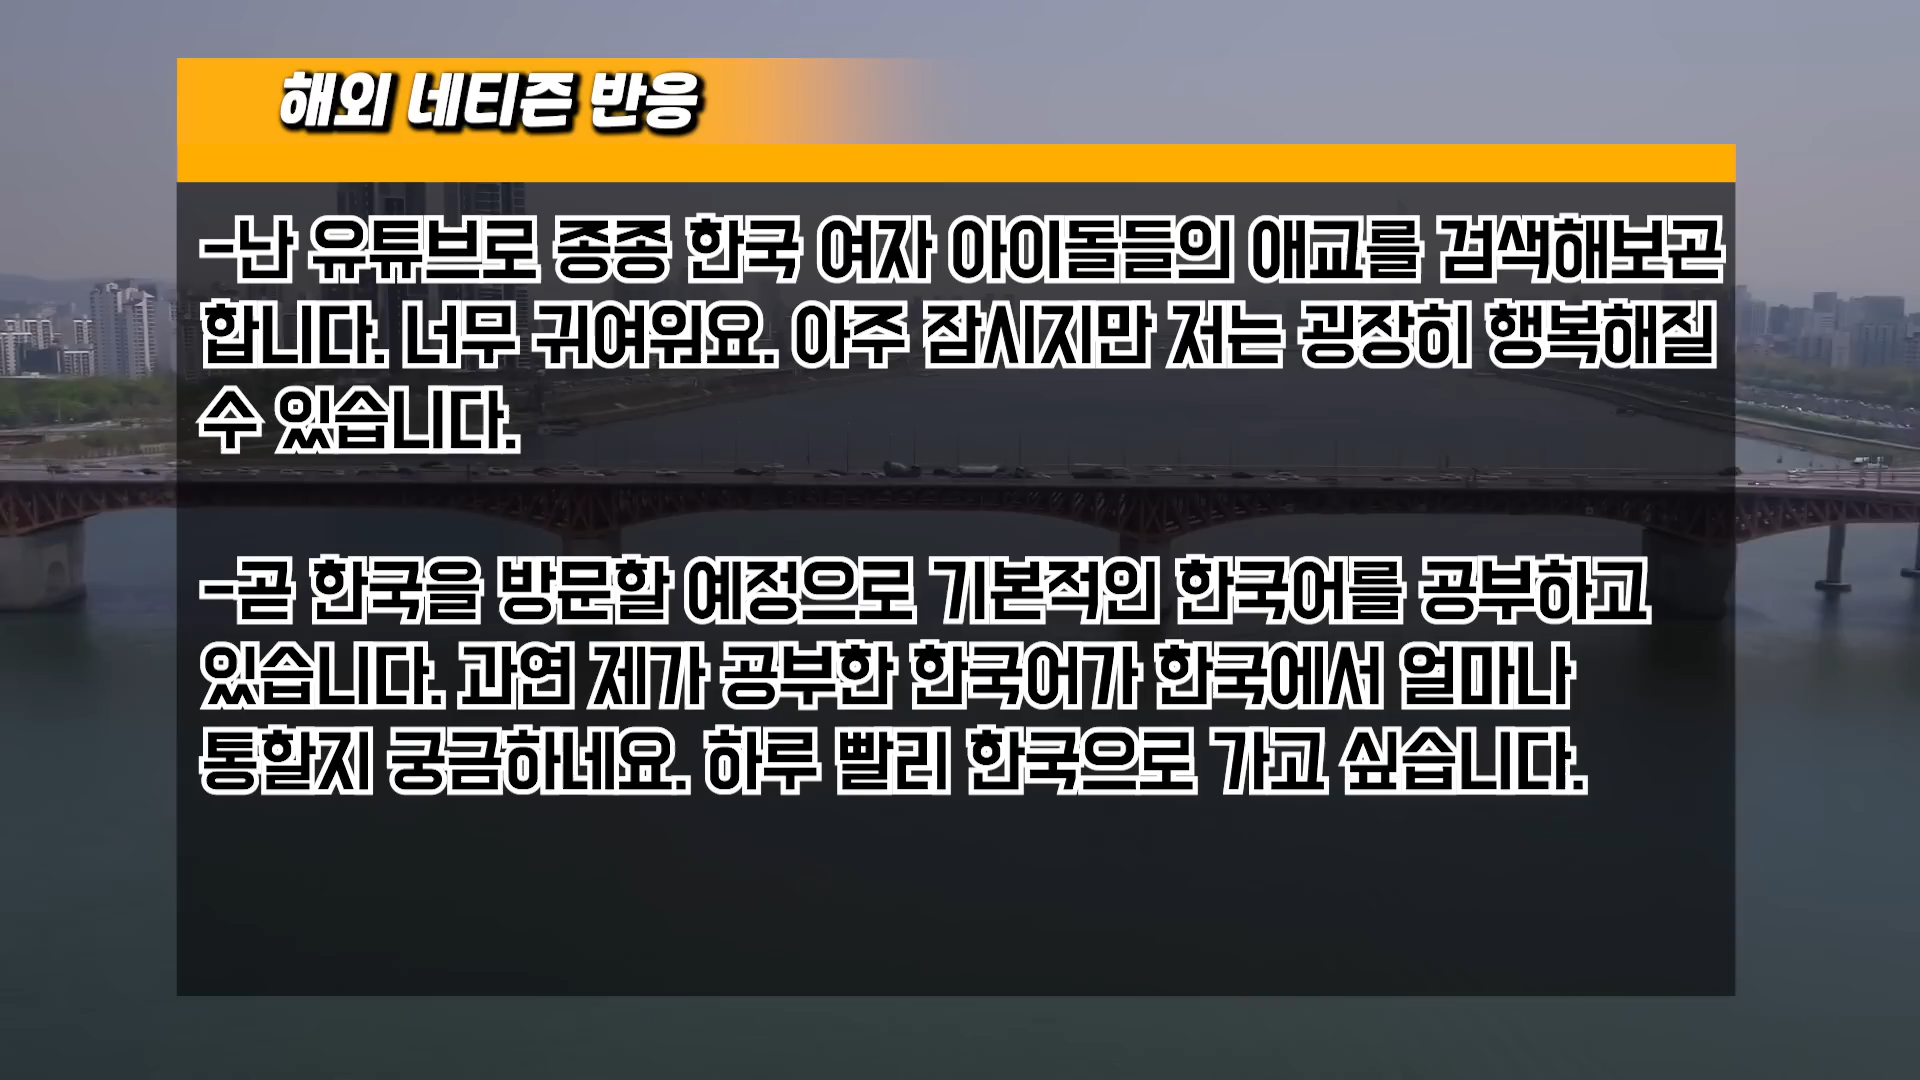 해외 네티즌 반응
-난 유튜브로 종종 한국 여자 아이돌들의 애교를 검색해보곤
합니다. 너무 귀여워요. 아주 잠시지만 저는 굉장히 행복해질
수 있습니다.
-곧 한국을 방문할 예정으로 기본적인 한국어를 공부하고
있습니다. 과연 제가 공부한 한국어가 한국에서 얼마나
통할지 궁금하네요. 하루 빨리 한국으로 가고 싶습니다.